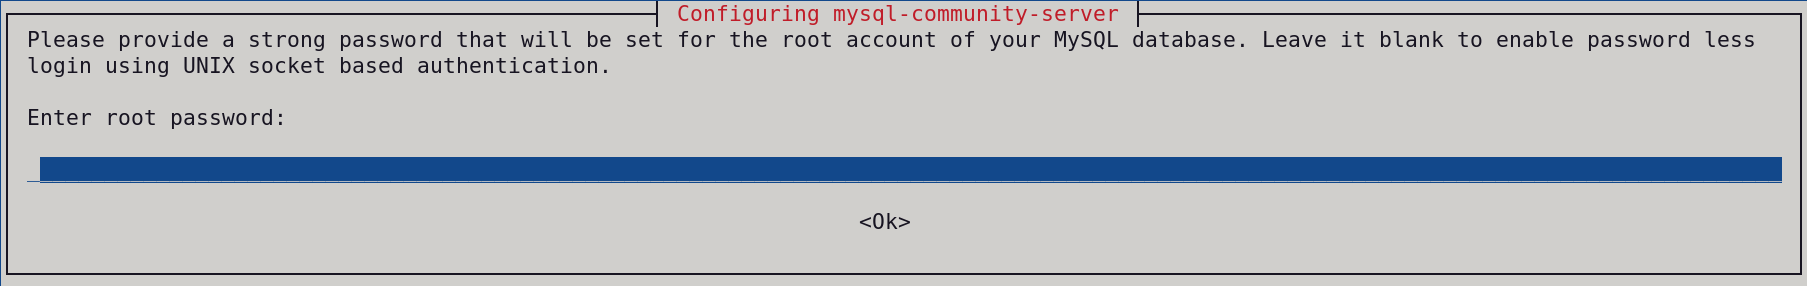 Configuring mysql-community-server
Please provide a strong password that will be set for the root account of your MySQL database. Leave it blank to enable password less
login using UNIX socket based authentication.
Enter root password:
<Ok>